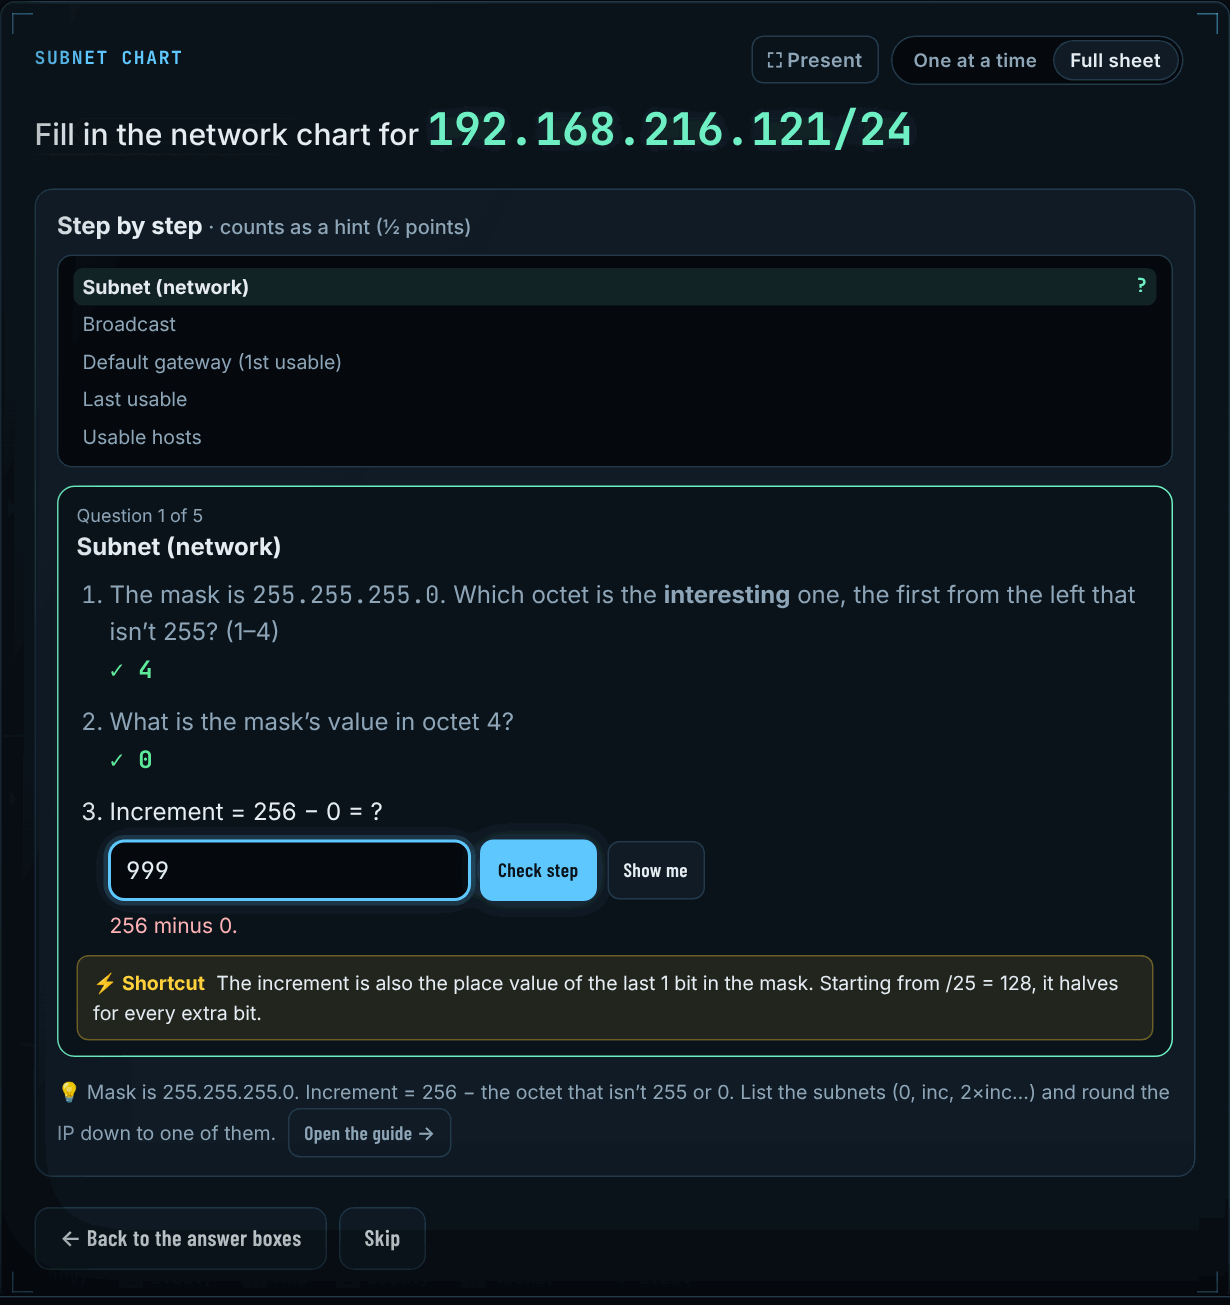 SUBNET CHART
Present
One at a time
Full sheet
Fill in the network chart for 192.168.216.121/24
Step by step · counts as a hint (½ points)
Subnet (network) ?
Broadcast
Default gateway (1st usable)
Last usable
Usable hosts
Question 1 of 5
Subnet (network)
1. The mask is 255.255.255.0. Which octet is the interesting one, the first from the left that
isn’t 255? (1–4)
✓ 4
2. What is the mask’s value in octet 4?
✓ 0
3. Increment = 256 − 0 = ?
999
Check step
Show me
256 minus 0.
⚡ Shortcut The increment is also the place value of the last 1 bit in the mask. Starting from /25 = 128, it halves
for every extra bit.
💡 Mask is 255.255.255.0. Increment = 256 − the octet that isn’t 255 or 0. List the subnets (0, inc, 2×inc…) and round the
IP down to one of them. Open the guide →
← Back to the answer boxes
Skip